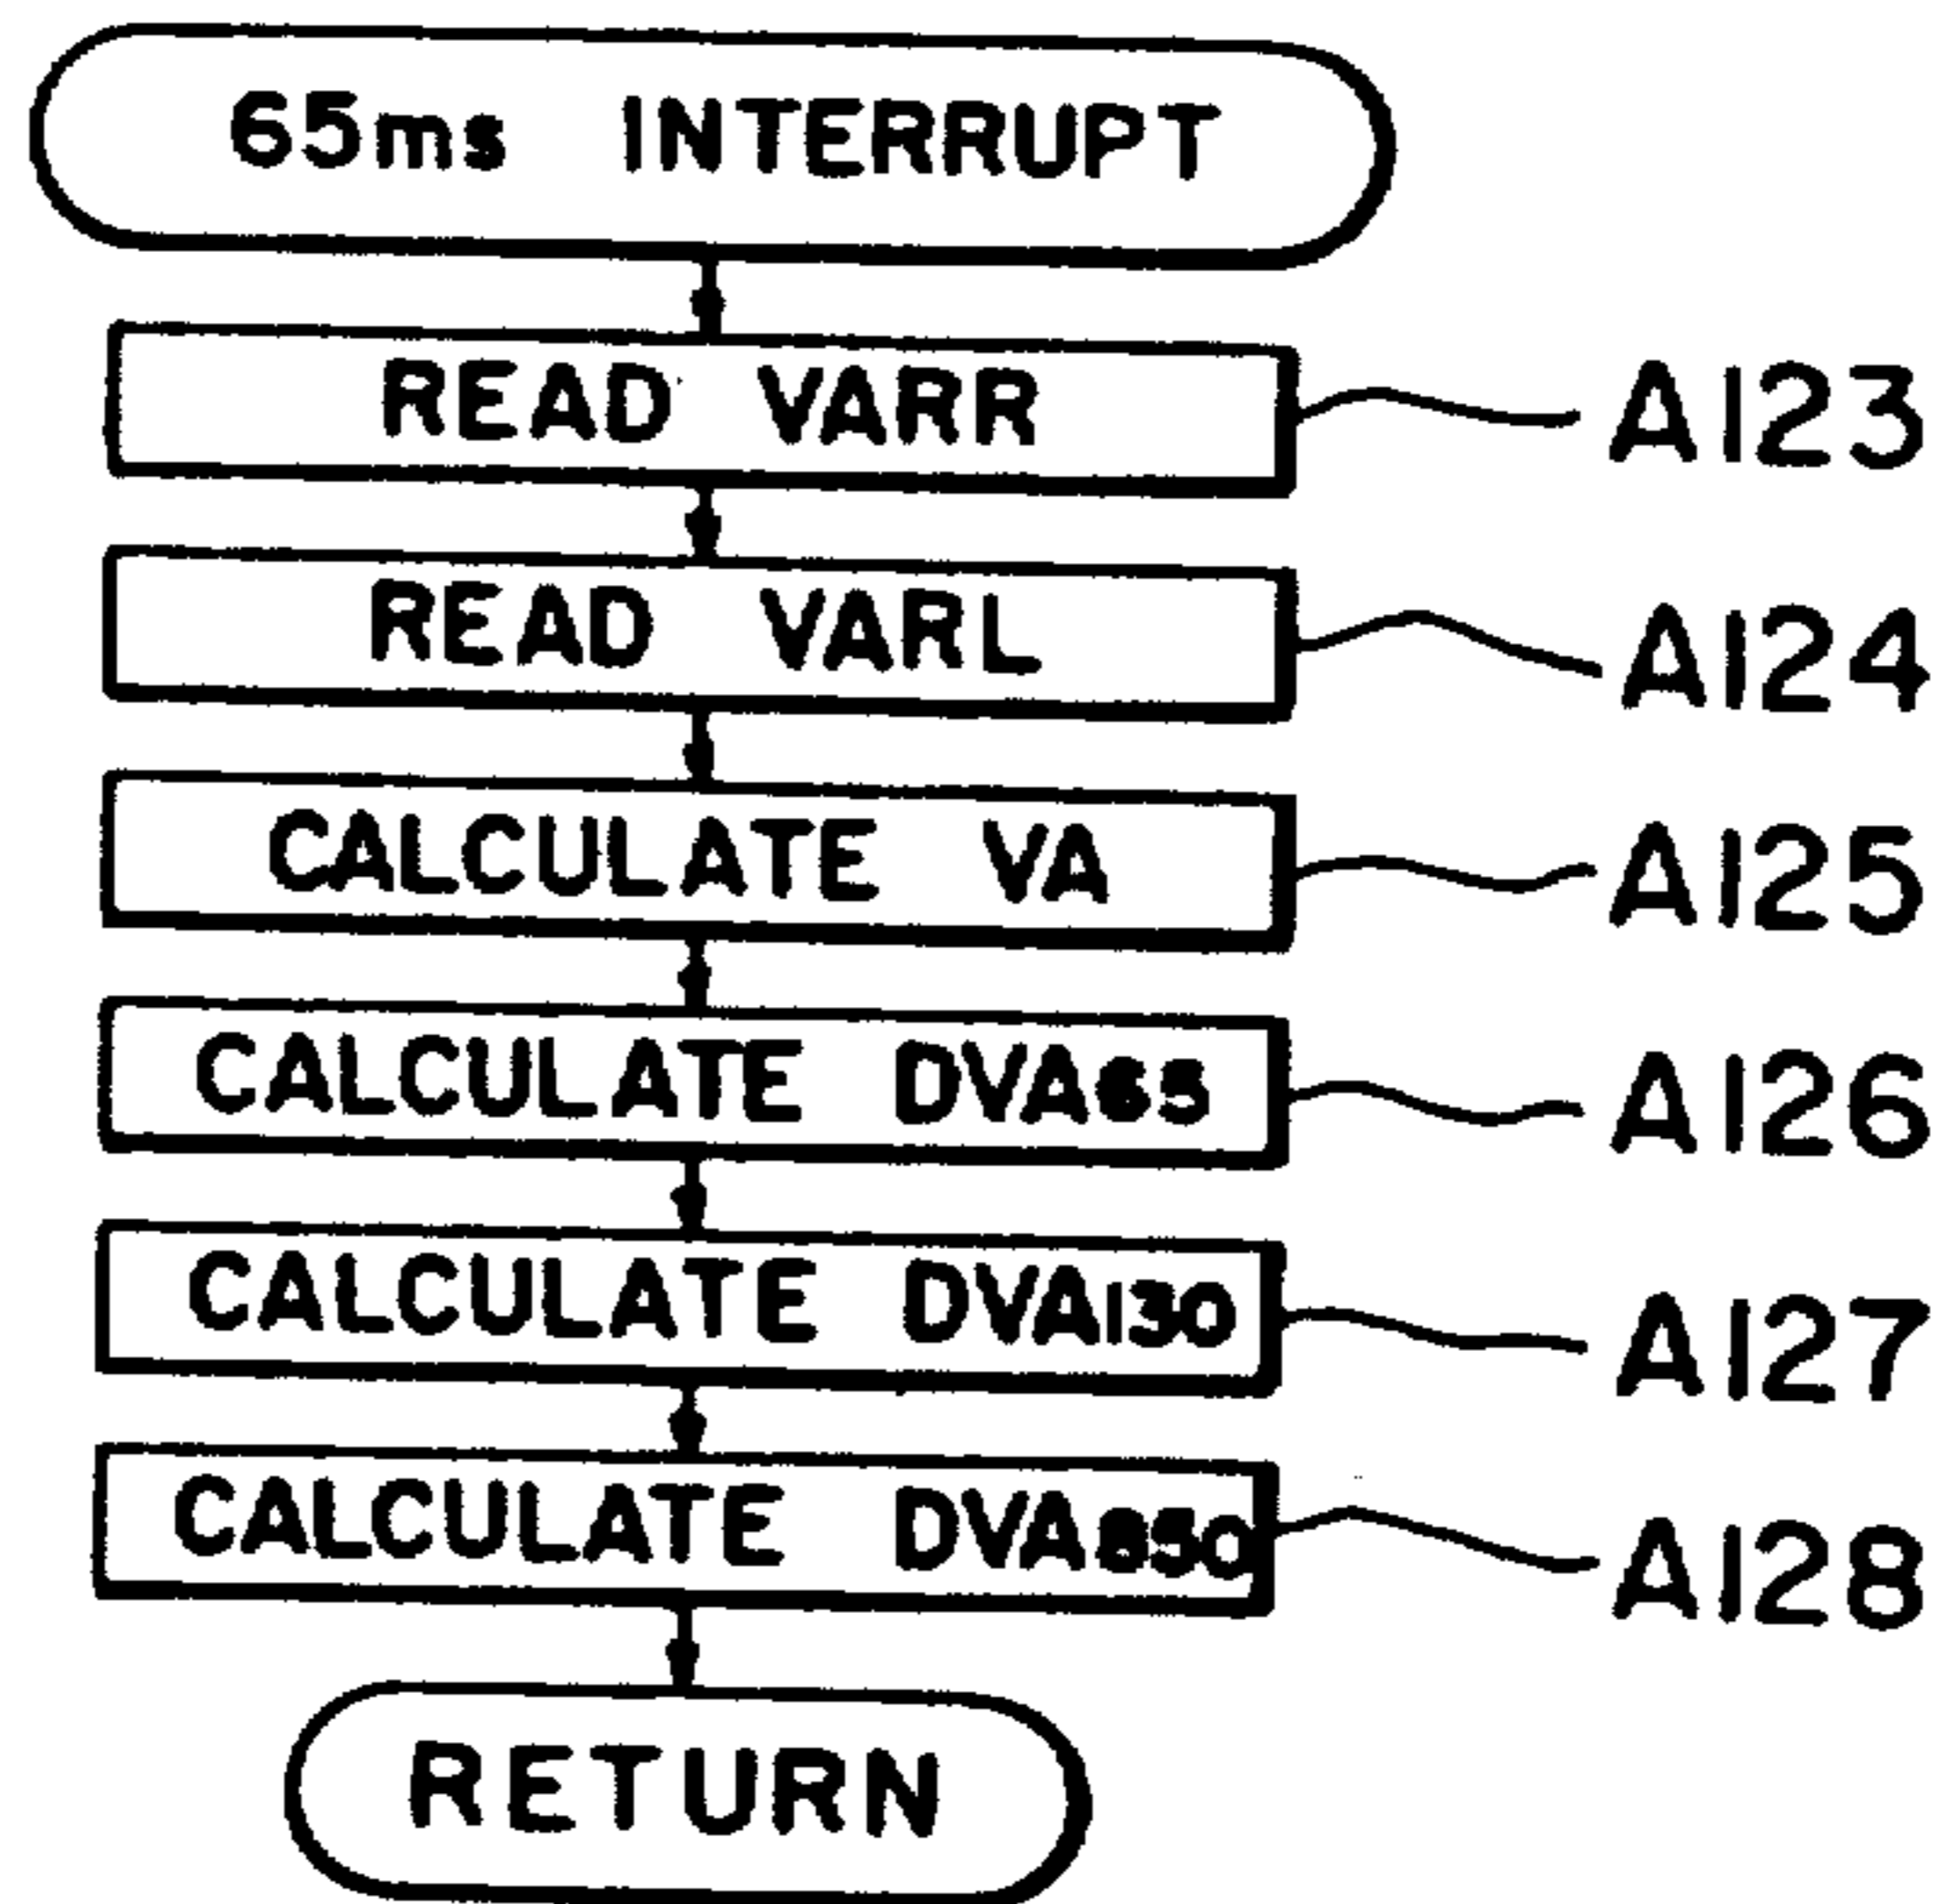 65ms INTERRUPT
READ VARR A123
READ VARL A124
CALCULATE VA A125
CALCULATE DVA65 A126
CALCULATE DVA130 A127
CALCULATE DVA850 A128
RETURN